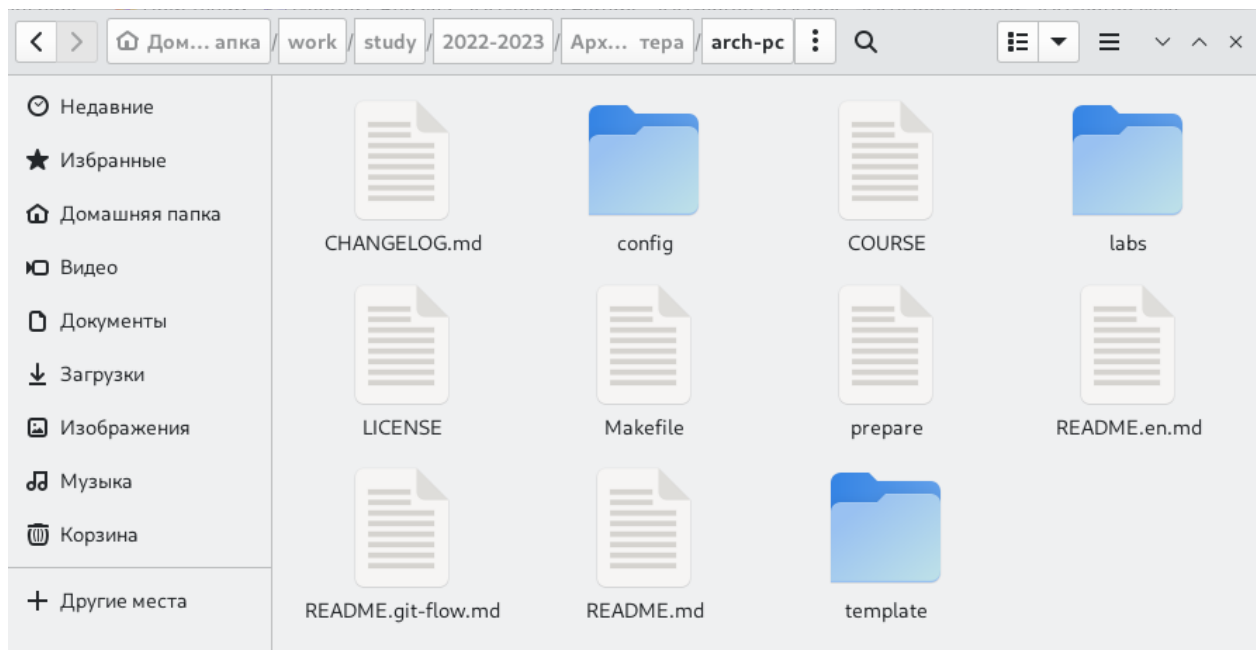 Дом... апка / work / study / 2022-2023 / Арх... тера / arch-pc
Недавние
Избранные
Домашняя папка
Видео
Документы
Загрузки
Изображения
Музыка
Корзина
Другие места
CHANGELOG.md config COURSE labs
LICENSE Makefile prepare README.en.md
README.git-flow.md README.md template